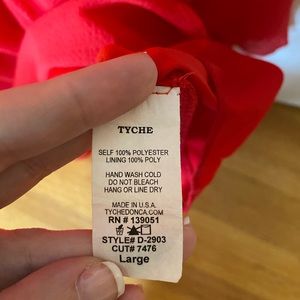 TYCHE
SELF 100% POLYESTER
LINING 100% POLY
HAND WASH COLD
DO NOT BLEACH
HANG OR LINE DRY
MADE IN U.S.A.
TYCHEDONCA.COM
RN # 139051
STYLE# D-2903
CUT# 7476
Large